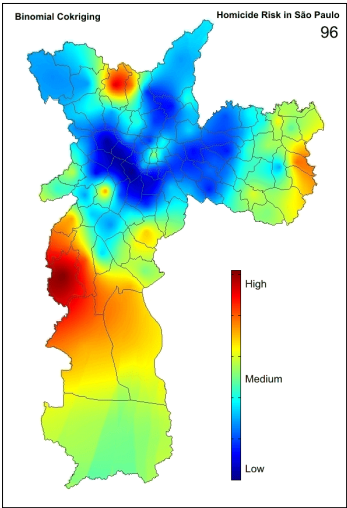 Binomial Cokriging
Homicide Risk in São Paulo
96
High
Medium
Low